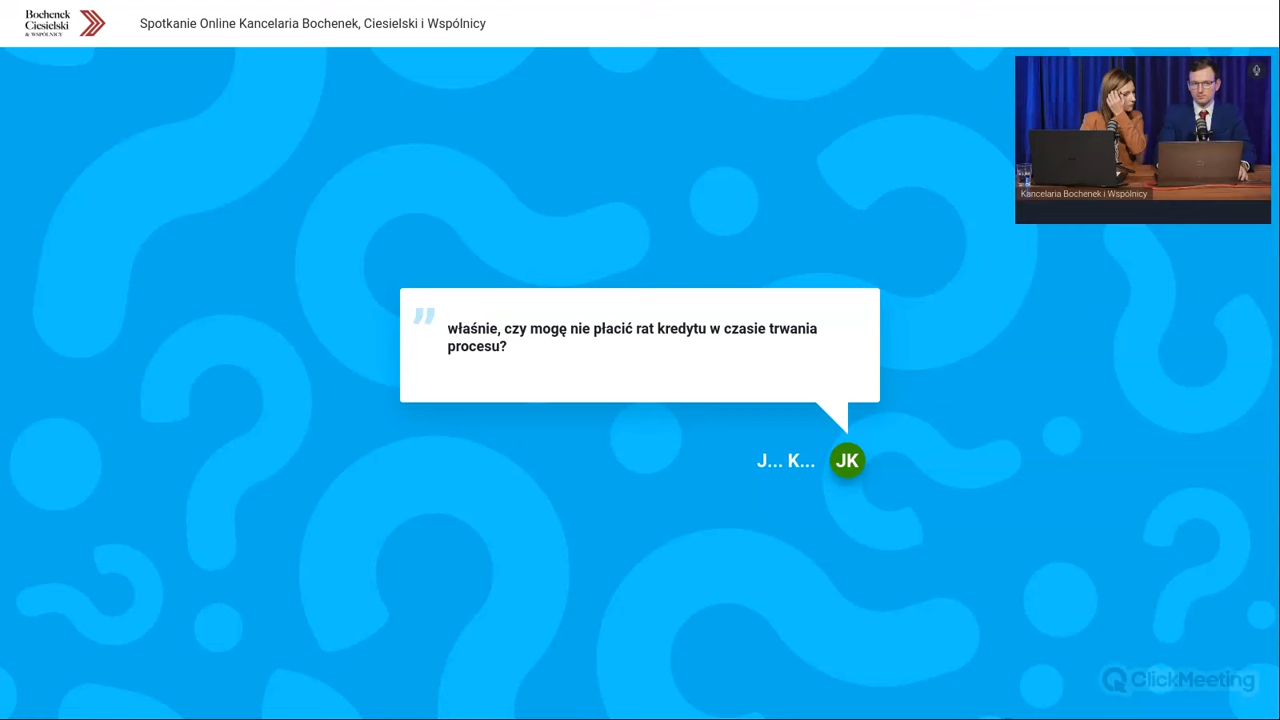 Bochenek
Ciesielski
& WSPÓLNICY
Spotkanie Online Kancelaria Bochenek, Ciesielski i Wspólnicy
Kancelaria Bochenek i Wspólnicy
właśnie, czy mogę nie płacić rat kredytu w czasie trwania
procesu?
J... K...
JK
ClickMeeting